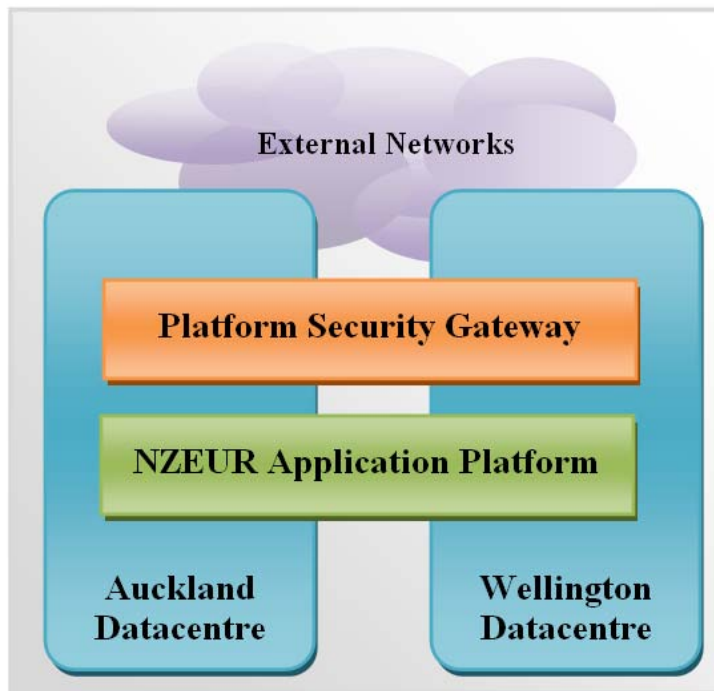 External Networks
Platform Security Gateway
NZEUR Application Platform
Auckland
Datacentre
Wellington
Datacentre